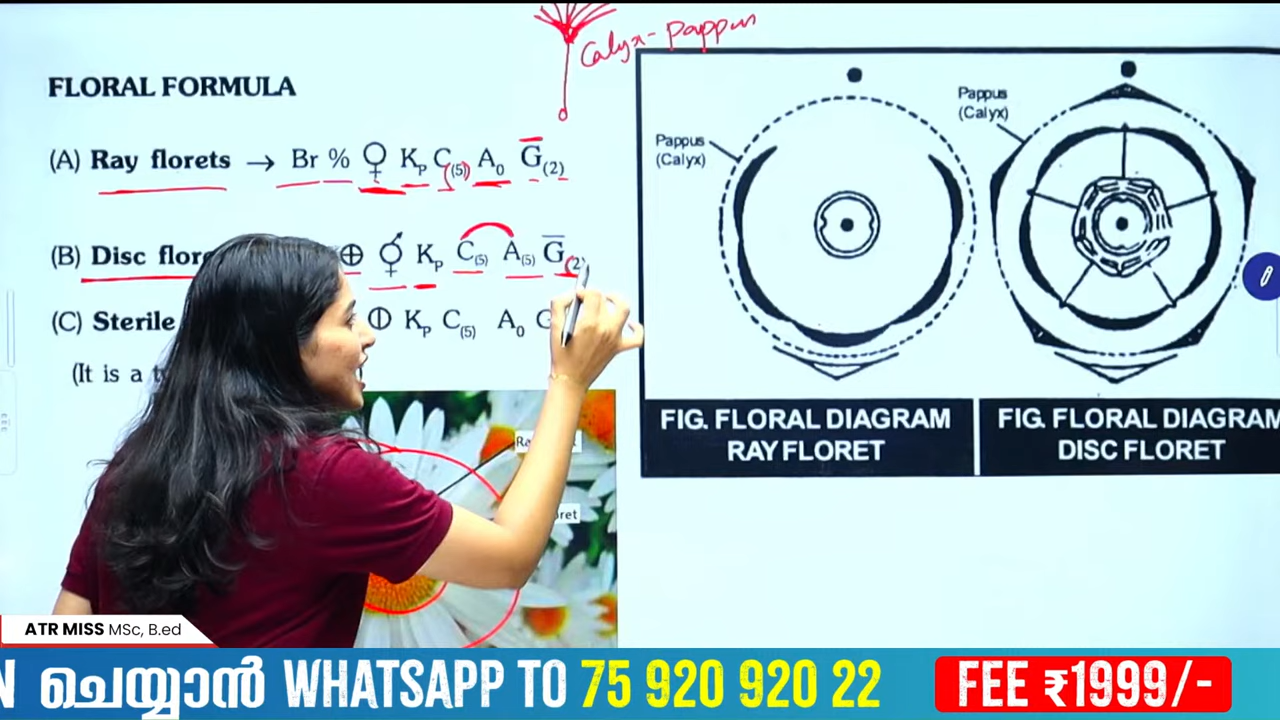 Calyx - Pappus
FLORAL FORMULA
(A) Ray florets → Br % ♀ Kₚ C₍₅₎ A₀ G̅₍₂₎
(B) Disc flor ⊕ ⚥ Kₚ C₍₅₎ A₍₅₎ G̅₍₂₎
(C) Sterile Kₚ C₍₅₎ A₀ G
(It is a
Pappus
(Calyx)
Pappus
(Calyx)
FIG. FLORAL DIAGRAM
RAY FLORET
FIG. FLORAL DIAGRAM
DISC FLORET
ATR MISS MSc, B.ed
N ചെയ്യാൻ WHATSAPP TO 75 920 920 22 FEE ₹1999/-